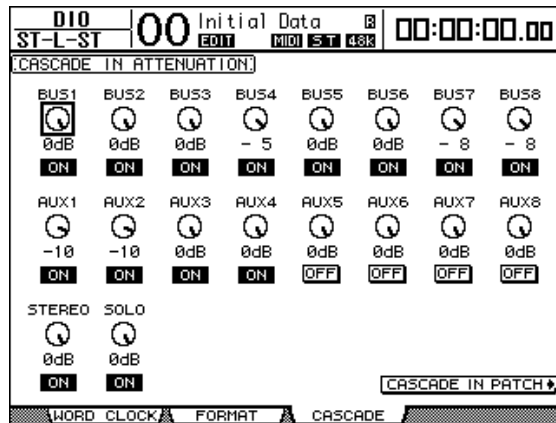 DIO
ST-L-ST
00 Initial Data
EDIT MIDI ST 48K
00:00:00.00
CASCADE IN ATTENUATION
BUS1 BUS2 BUS3 BUS4 BUS5 BUS6 BUS7 BUS8
0dB 0dB 0dB - 5 0dB 0dB - 8 - 8
ON ON ON ON ON ON ON ON
AUX1 AUX2 AUX3 AUX4 AUX5 AUX6 AUX7 AUX8
-10 -10 0dB 0dB 0dB 0dB 0dB 0dB
ON ON ON ON OFF OFF OFF OFF
STEREO SOLO
0dB 0dB
ON ON
CASCADE IN PATCH
WORD CLOCK FORMAT CASCADE